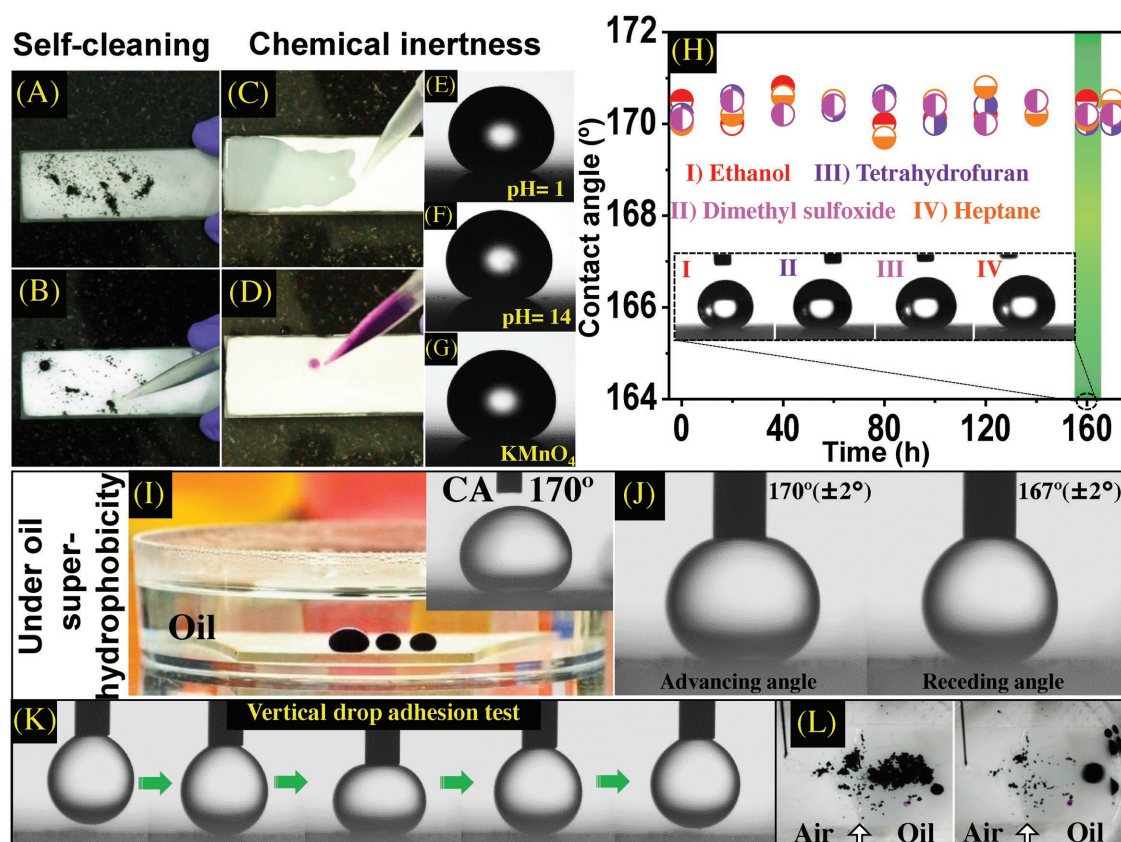 Self-cleaning
Chemical inertness
(A)
(B)
(C)
(D)
(E)
pH= 1
(F)
pH= 14
(G)
KMnO₄
(H)
172
170
168
166
164
Contact angle (º)
I) Ethanol III) Tetrahydrofuran
II) Dimethyl sulfoxide IV) Heptane
I II III IV
0 40 80 120 160
Time (h)
Under oil
super-
hydrophobicity
(I)
Oil
CA 170º
(J)
170°(±2°)
167°(±2°)
Advancing angle
Receding angle
(K)
Vertical drop adhesion test
(L)
Air Oil
Air Oil